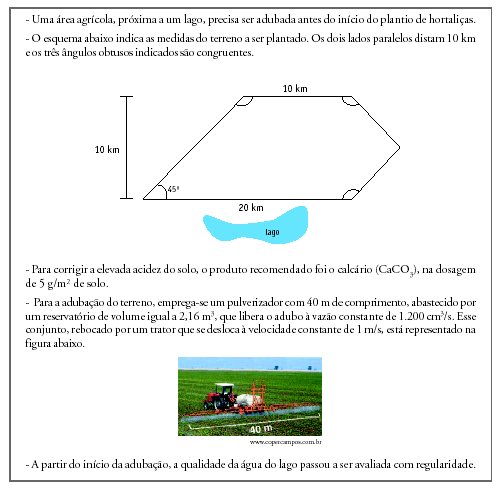 - Uma área agrícola, próxima a um lago, precisa ser adubada antes do início do plantio de hortaliças.
- O esquema abaixo indica as medidas do terreno a ser plantado. Os dois lados paralelos distam 10 km
e os três ângulos obtusos indicados são congruentes.
10 km
10 km
45º
20 km
lago
- Para corrigir a elevada acidez do solo, o produto recomendado foi o calcário (CaCO₃), na dosagem
de 5 g/m² de solo.
- Para a adubação do terreno, emprega-se um pulverizador com 40 m de comprimento, abastecido por
um reservatório de volume igual a 2,16 m³, que libera o adubo à vazão constante de 1.200 cm³/s. Esse
conjunto, rebocado por um trator que se desloca à velocidade constante de 1 m/s, está representado na
figura abaixo.
40 m
www.copercampos.com.br
- A partir do início da adubação, a qualidade da água do lago passou a ser avaliada com regularidade.